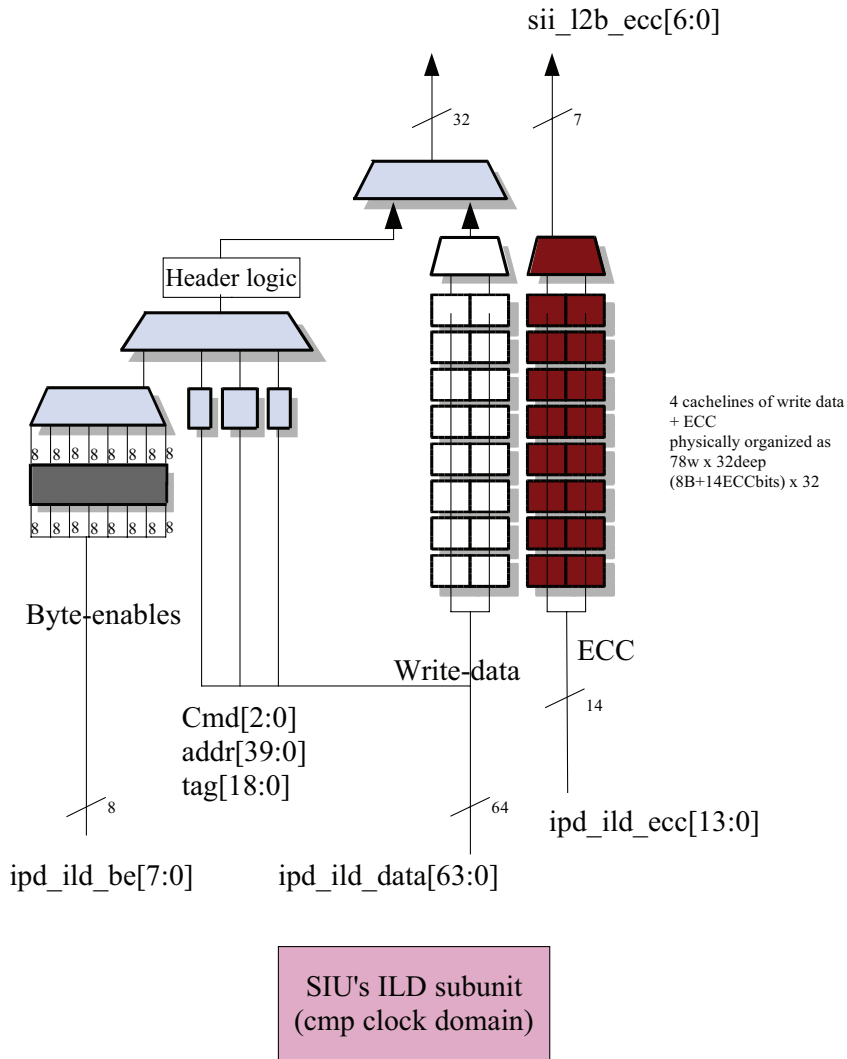 sii_l2b_ecc[6:0]
32
7
Header logic
4 cachelines of write data
+ ECC
physically organized as
78w x 32deep
(8B+14ECCbits) x 32
8 8 8 8 8 8 8 8
8 8 8 8 8 8 8 8
Byte-enables
Write-data
ECC
14
Cmd[2:0]
addr[39:0]
tag[18:0]
8
64
ipd_ild_ecc[13:0]
ipd_ild_be[7:0]
ipd_ild_data[63:0]
SIU's ILD subunit
(cmp clock domain)